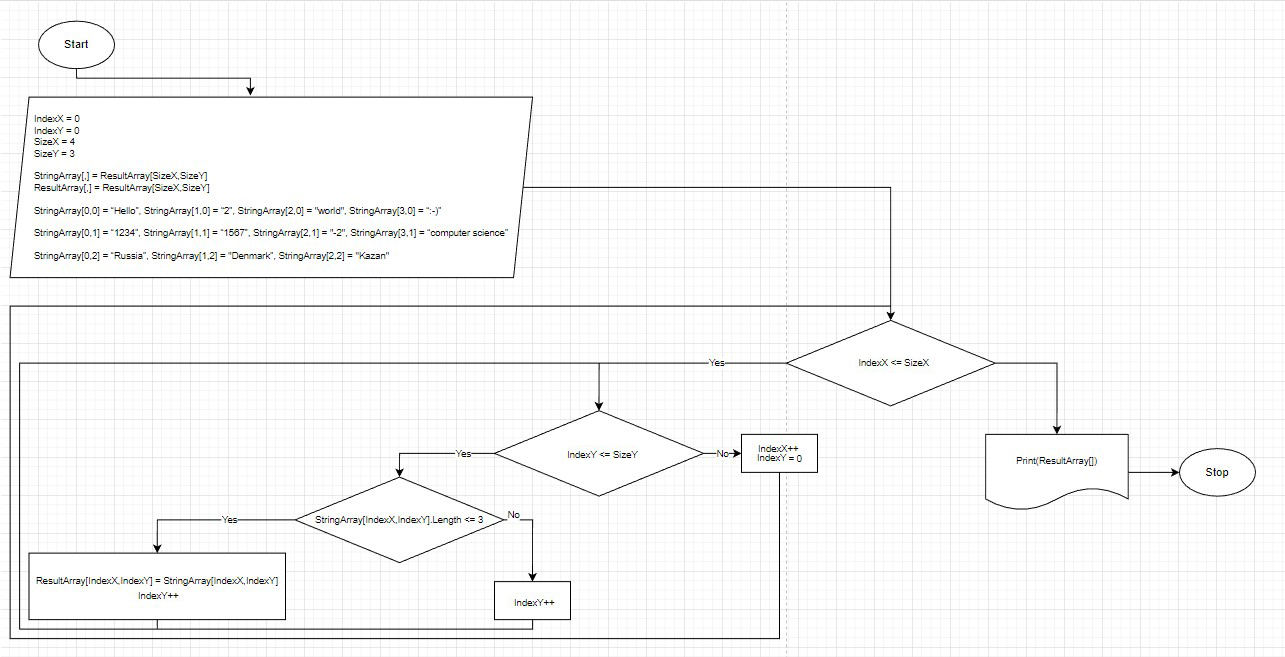 Start
IndexX = 0
IndexY = 0
SizeX = 4
SizeY = 3
StringArray[,] = ResultArray[SizeX,SizeY]
ResultArray[,] = ResultArray[SizeX,SizeY]
StringArray[0,0] = "Hello", StringArray[1,0] = "2", StringArray[2,0] = "world", StringArray[3,0] = ":-)"
StringArray[0,1] = "1234", StringArray[1,1] = "1567", StringArray[2,1] = "-2", StringArray[3,1] = "computer science"
StringArray[0,2] = "Russia", StringArray[1,2] = "Denmark", StringArray[2,2] = "Kazan"
Yes
IndexX <= SizeX
Yes
IndexY <= SizeY
No
IndexX++
IndexY = 0
Print(ResultArray[])
Stop
Yes
StringArray[IndexX,IndexY].Length <= 3
No
ResultArray[IndexX,IndexY] = StringArray[IndexX,IndexY]
IndexY++
IndexY++